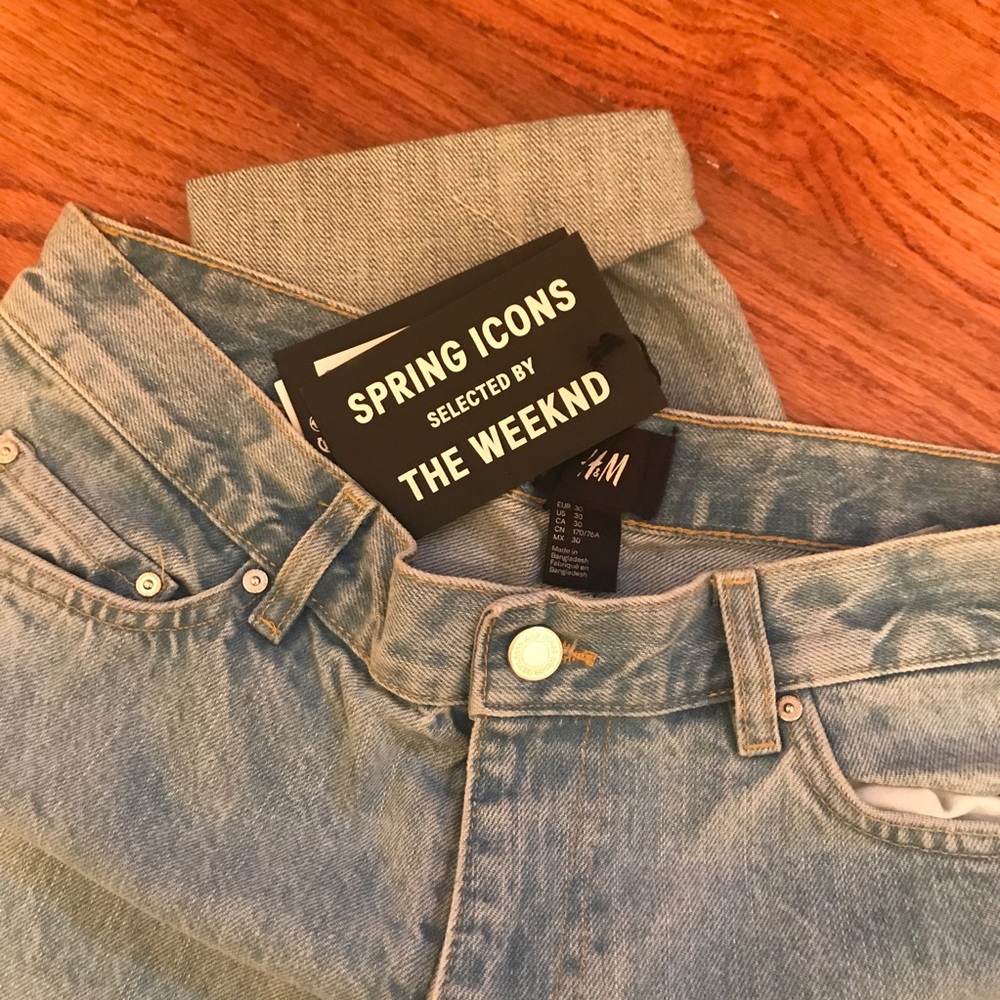 SPRING ICONS
SELECTED BY
THE WEEKND
H&M
EUR 30
US 30
CA 30
CN 170/76A
MX 30
Made in
Bangladesh
Fabriqué en
Bangladesh